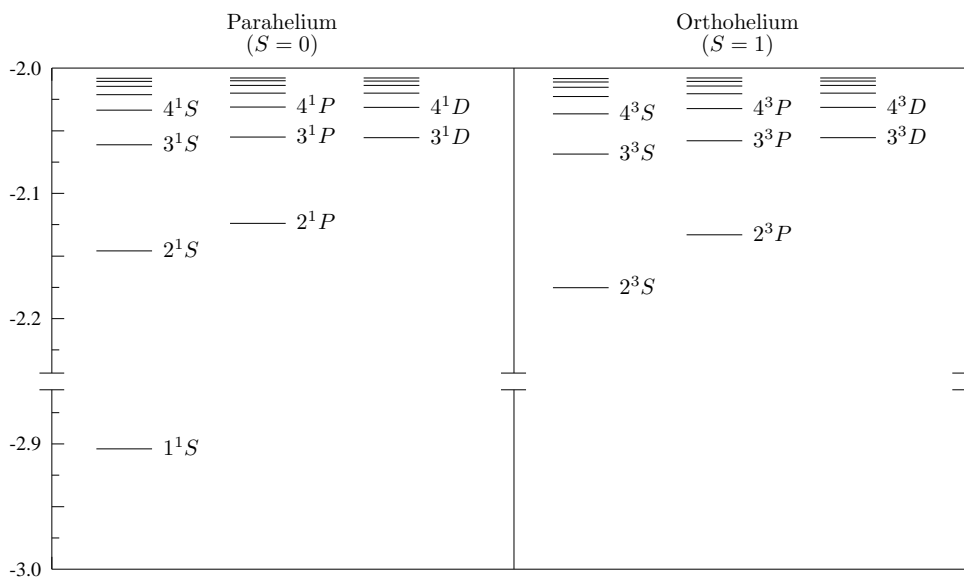 Parahelium
(S = 0)
Orthohelium
(S = 1)
-2.0
4¹S
4¹P
4¹D
4³S
4³P
4³D
3¹S
3¹P
3¹D
3³S
3³P
3³D
-2.1
2¹S
2¹P
2³S
2³P
-2.2
-2.9
1¹S
-3.0